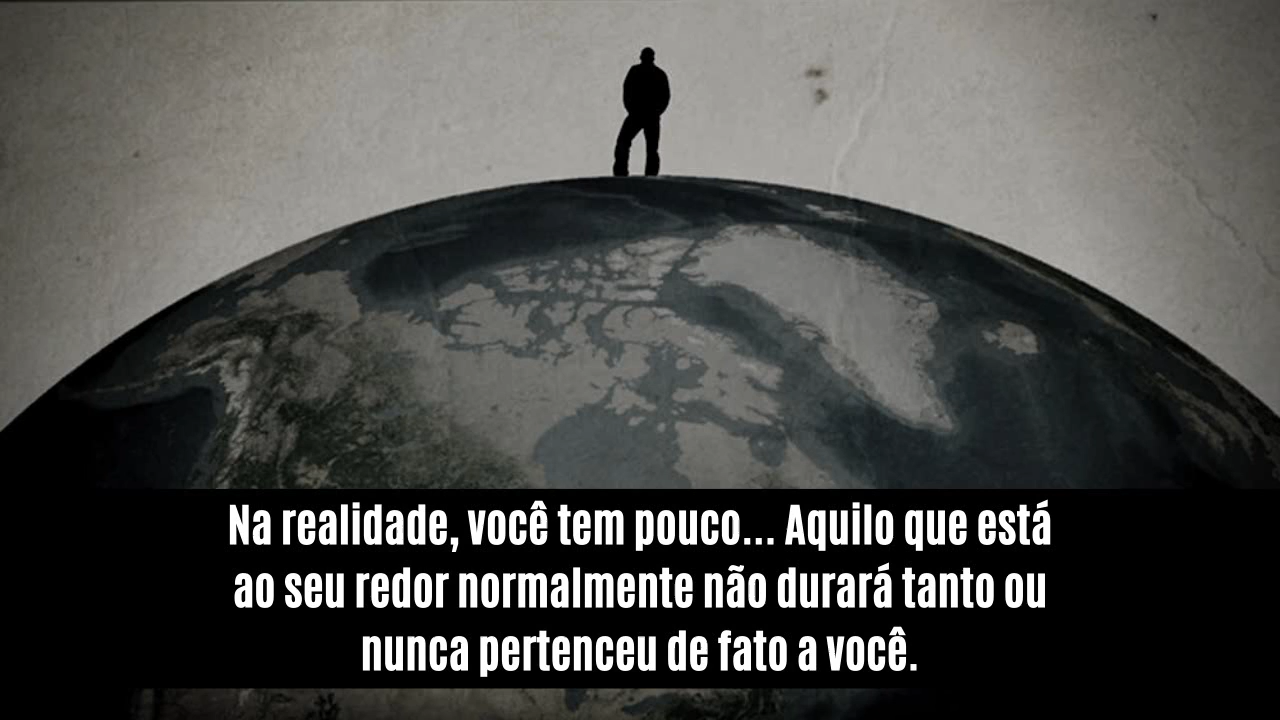 Na realidade, você tem pouco... Aquilo que está
ao seu redor normalmente não durará tanto ou
nunca pertenceu de fato a você.